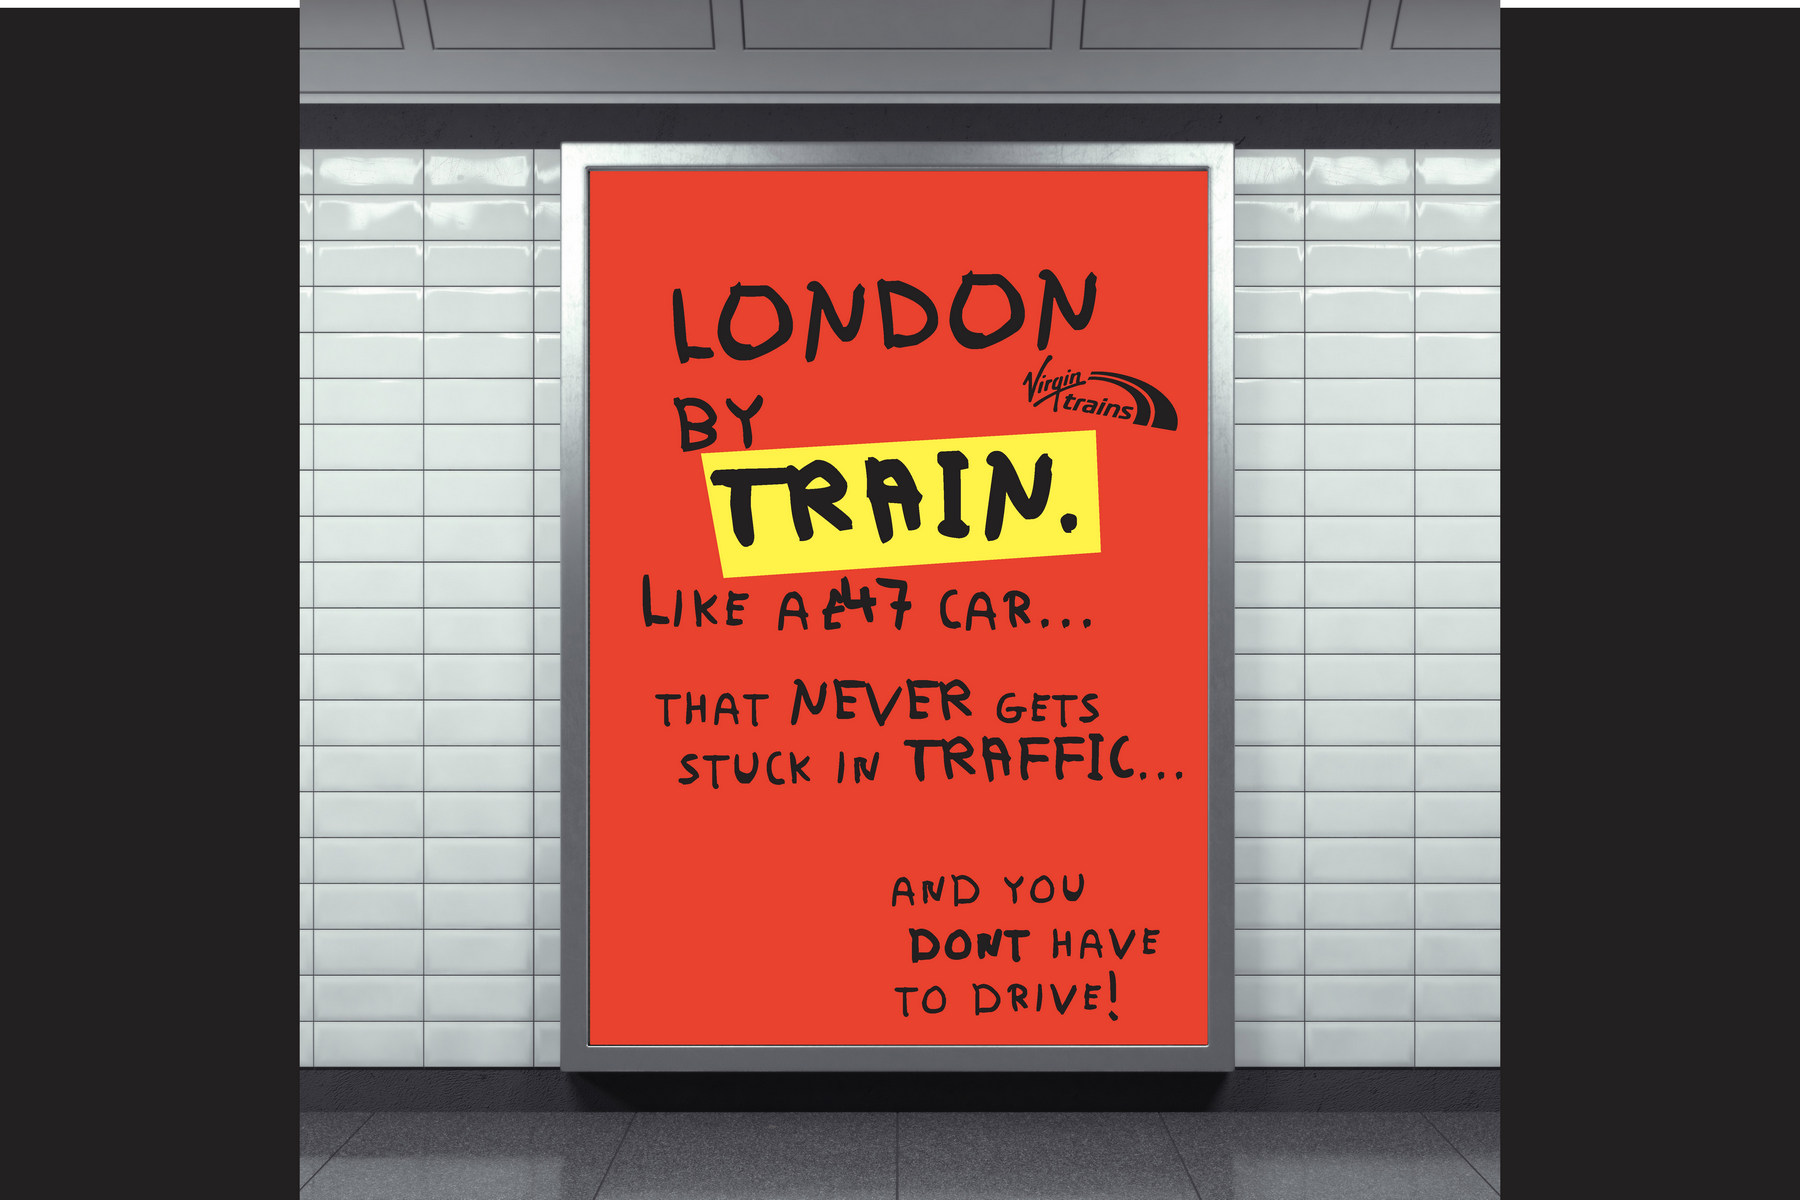 LONDON
Virgin
trains
BY
TRAIN.
LIKE A £47 CAR...
THAT NEVER GETS
STUCK IN TRAFFIC...
AND YOU
DONT HAVE
TO DRIVE!